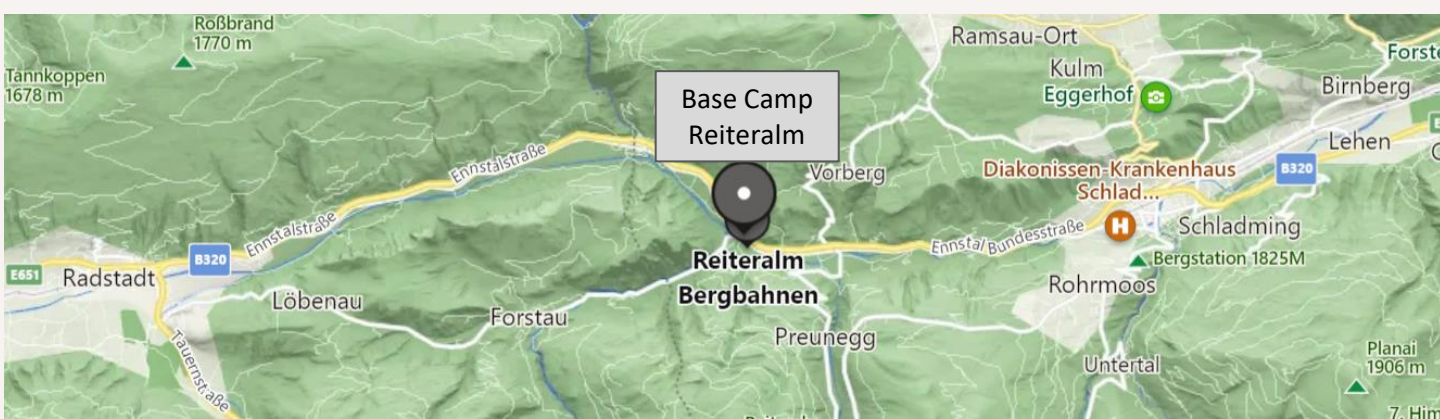 Roßbrand
1770 m
Tannkoppen
1678 m
Ramsau-Ort
Kulm
Eggerhof
Birnberg
Lehen
Base Camp
Reiteralm
Ennstalstraße
Vorberg
Diakonissen-Krankenhaus
Schlad...
B320
H
Schladming
Ennstal Bundesstraße
Ennstalstraße
B320
E651
Radstadt
Reiteralm
Bergbahnen
Bergstation 1825M
Rohrmoos
Löbenau
Forstau
Preunegg
Tauernstraße
Untertal
Planai
1906 m